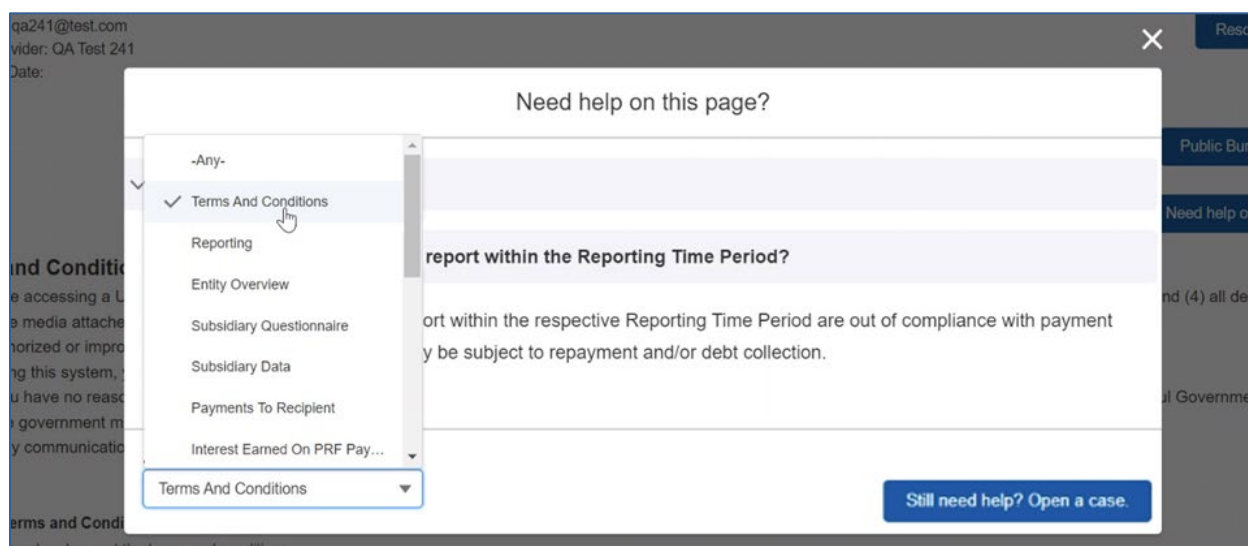 qa241@test.com
vider: QA Test 241
Date:
Reso
Need help on this page?
Public Bur
Need help o
-Any-
Terms And Conditions
Reporting
Entity Overview
Subsidiary Questionnaire
Subsidiary Data
Payments To Recipient
Interest Earned On PRF Pay...
report within the Reporting Time Period?
ort within the respective Reporting Time Period are out of compliance with payment
y be subject to repayment and/or debt collection.
nd Conditio
e accessing a U
nd (4) all de
e media attache
horized or impro
ng this system,
u have no reaso
ul Governme
government m
y communicatio
Terms And Conditions
Still need help? Open a case.
erms and Condi